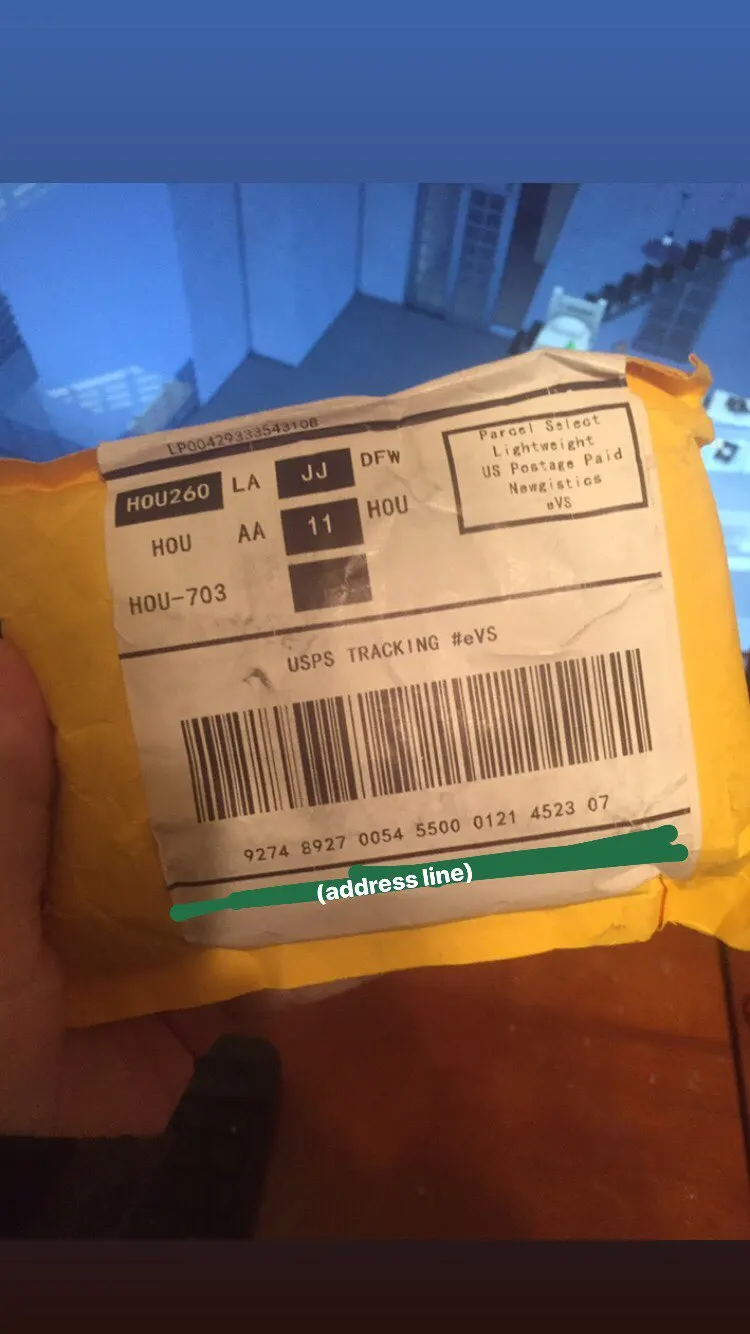 LP00429333543108
HOU260 LA JJ DFW
HOU AA 11 HOU
HOU-703
Parcel Select
Lightweight
US Postage Paid
Newgistics
eVS
USPS TRACKING #eVS
9274 8927 0054 5500 0121 4523 07
(address line)